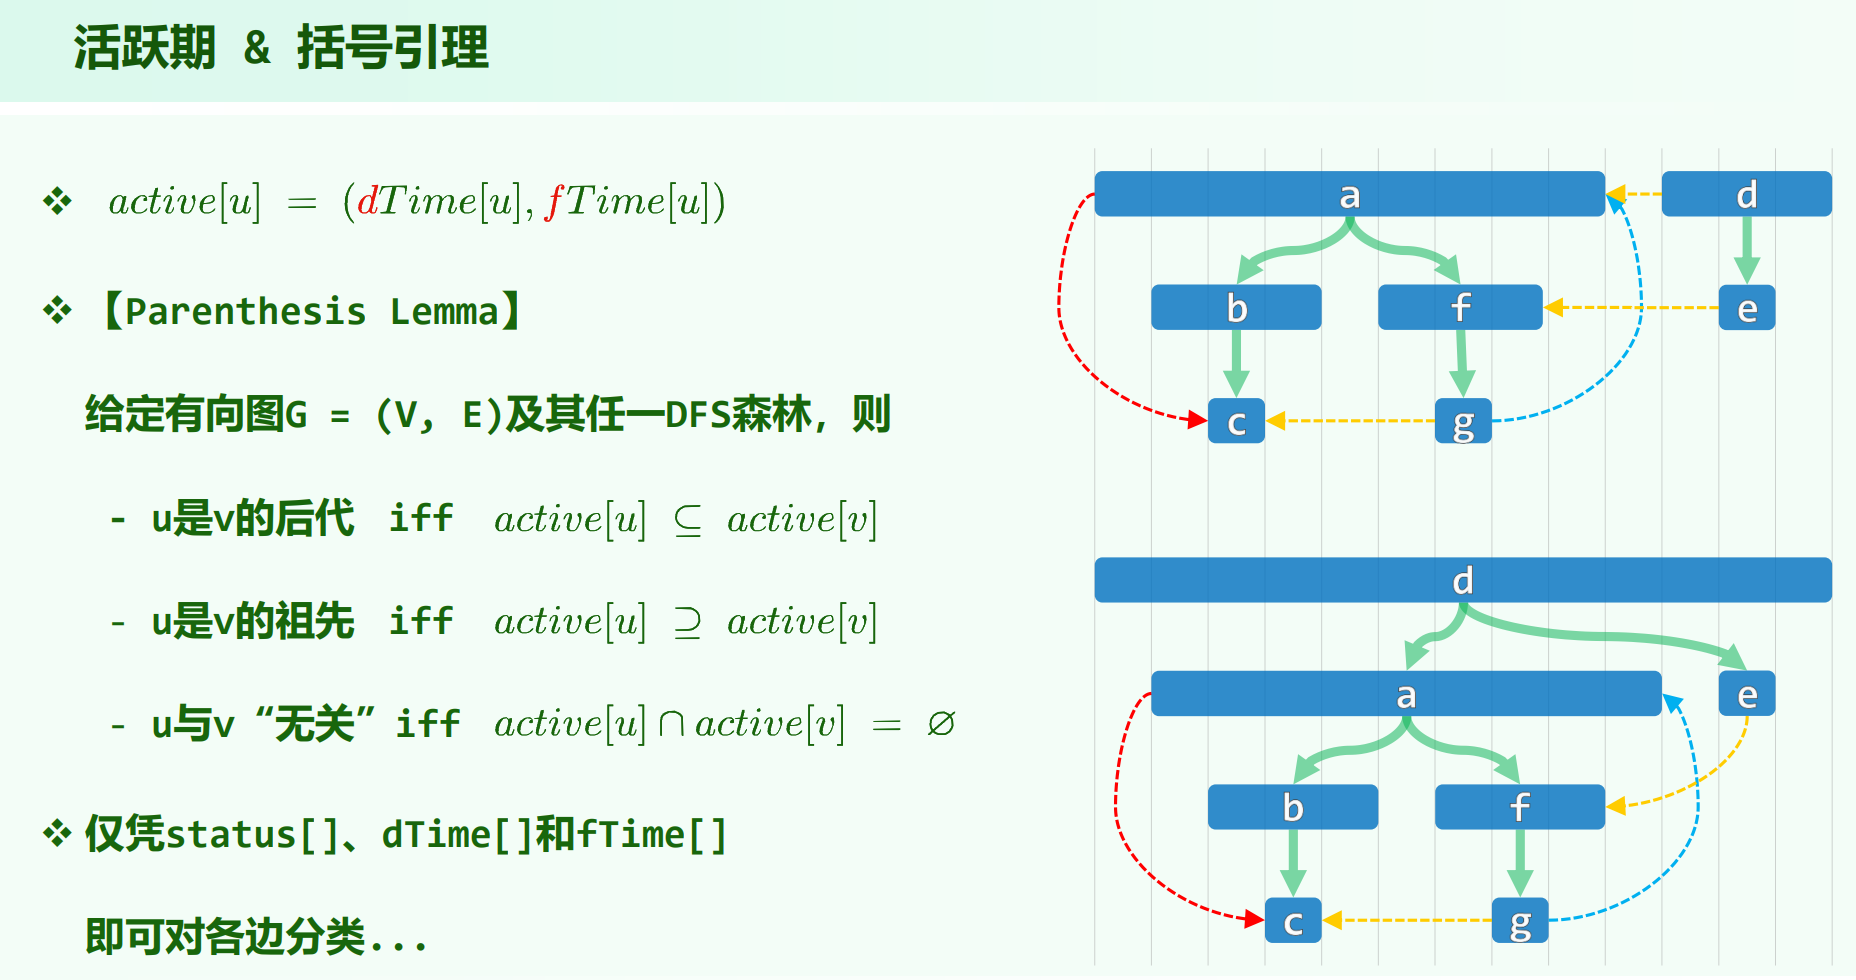 活跃期 & 括号引理
❖ active[u] = (dTime[u], fTime[u])
❖【Parenthesis Lemma】
给定有向图G = (V, E)及其任一DFS森林，则
- u是v的后代 iff active[u] ⊆ active[v]
- u是v的祖先 iff active[u] ⊇ active[v]
- u与v “无关” iff active[u] ∩ active[v] = ∅
❖ 仅凭status[]、dTime[]和fTime[]
即可对各边分类...
a d
b f e
c g
d
a e
b f
c g